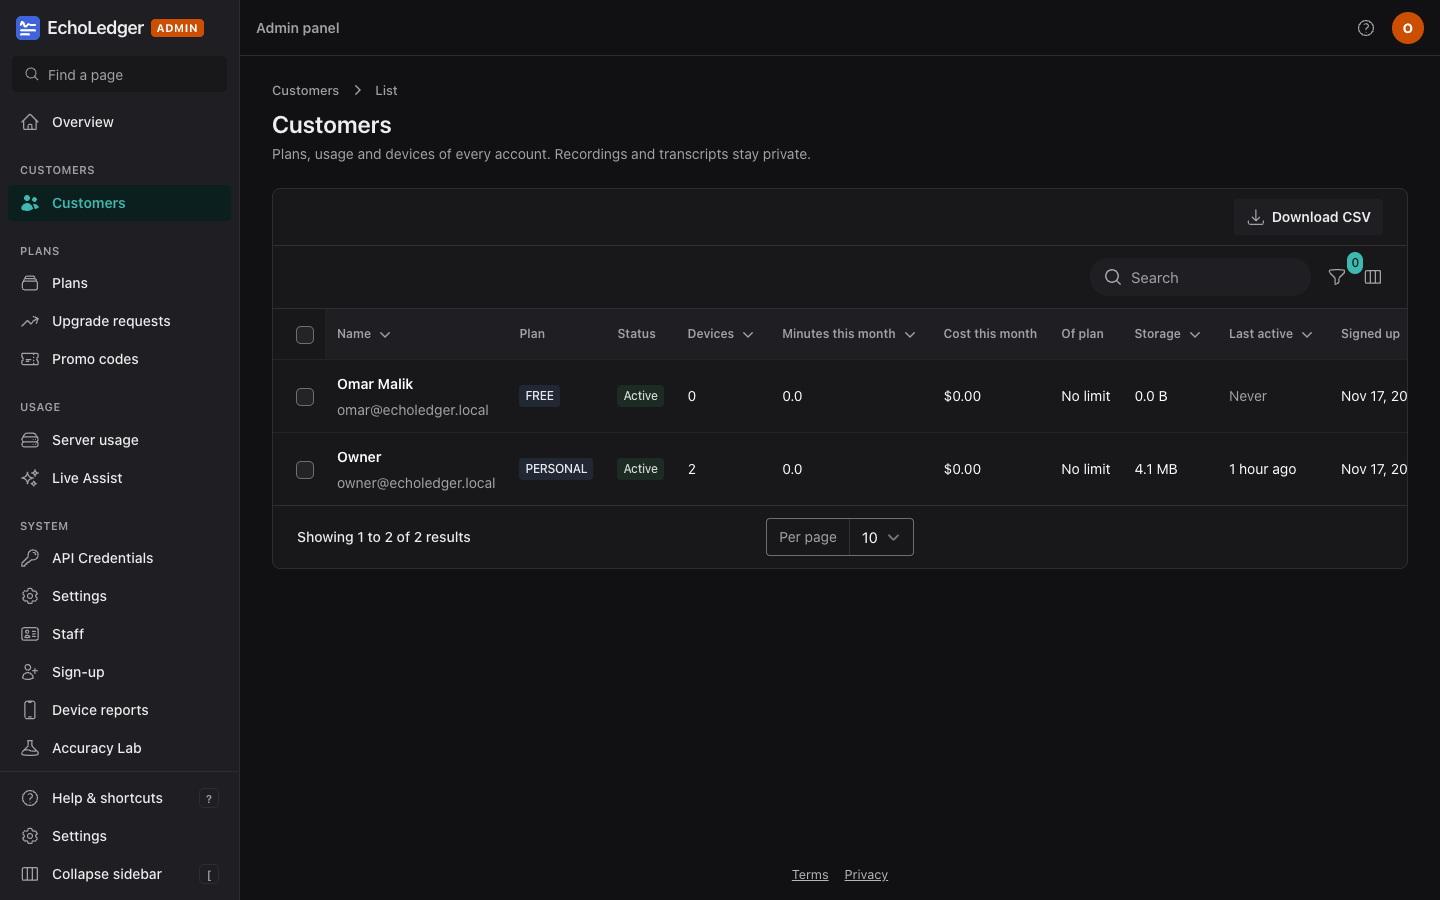 EchoLedger ADMIN
Admin panel
O
Find a page
Overview
CUSTOMERS
Customers
PLANS
Plans
Upgrade requests
Promo codes
USAGE
Server usage
Live Assist
SYSTEM
API Credentials
Settings
Staff
Sign-up
Device reports
Accuracy Lab
Help & shortcuts ?
Settings
Collapse sidebar [
Customers > List
Customers
Plans, usage and devices of every account. Recordings and transcripts stay private.
Download CSV
Search
0
Name Plan Status Devices Minutes this month Cost this month Of plan Storage Last active Signed up
Omar Malik
omar@echoledger.local
FREE Active 0 0.0 $0.00 No limit 0.0 B Never Nov 17, 20
Owner
owner@echoledger.local
PERSONAL Active 2 0.0 $0.00 No limit 4.1 MB 1 hour ago Nov 17, 20
Showing 1 to 2 of 2 results
Per page 10
Terms Privacy